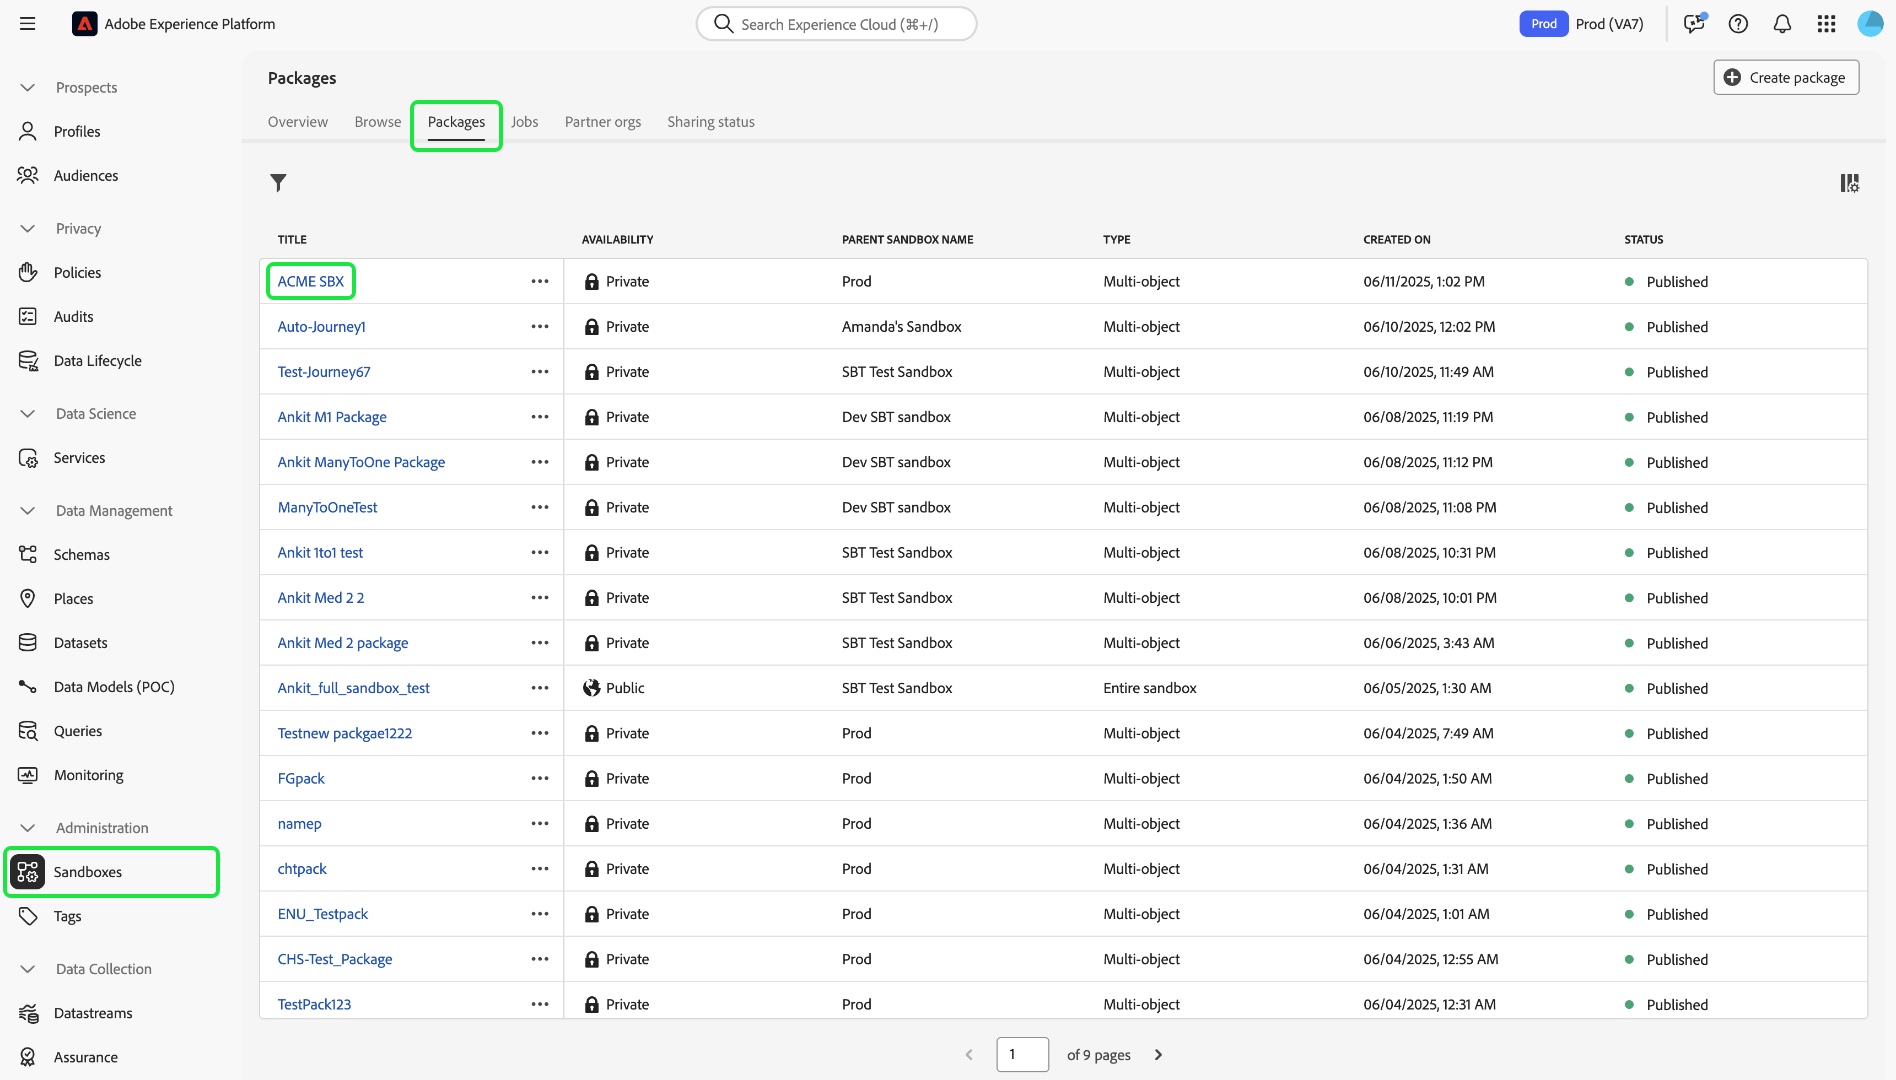 Adobe Experience Platform
Search Experience Cloud (⌘+/)
Prod Prod (VA7)
Prospects
Profiles
Audiences
Privacy
Policies
Audits
Data Lifecycle
Data Science
Services
Data Management
Schemas
Places
Datasets
Data Models (POC)
Queries
Monitoring
Administration
Sandboxes
Tags
Data Collection
Datastreams
Assurance
Packages
Create package
Overview Browse Packages Jobs Partner orgs Sharing status
TITLE AVAILABILITY PARENT SANDBOX NAME TYPE CREATED ON STATUS
ACME SBX Private Prod Multi-object 06/11/2025, 1:02 PM Published
Auto-Journey1 Private Amanda's Sandbox Multi-object 06/10/2025, 12:02 PM Published
Test-Journey67 Private SBT Test Sandbox Multi-object 06/10/2025, 11:49 AM Published
Ankit M1 Package Private Dev SBT sandbox Multi-object 06/08/2025, 11:19 PM Published
Ankit ManyToOne Package Private Dev SBT sandbox Multi-object 06/08/2025, 11:12 PM Published
ManyToOneTest Private Dev SBT sandbox Multi-object 06/08/2025, 11:08 PM Published
Ankit 1to1 test Private SBT Test Sandbox Multi-object 06/08/2025, 10:31 PM Published
Ankit Med 2 2 Private SBT Test Sandbox Multi-object 06/08/2025, 10:01 PM Published
Ankit Med 2 package Private SBT Test Sandbox Multi-object 06/06/2025, 3:43 AM Published
Ankit_full_sandbox_test Public SBT Test Sandbox Entire sandbox 06/05/2025, 1:30 AM Published
Testnew packgae1222 Private Prod Multi-object 06/04/2025, 7:49 AM Published
FGpack Private Prod Multi-object 06/04/2025, 1:50 AM Published
namep Private Prod Multi-object 06/04/2025, 1:36 AM Published
chtpack Private Prod Multi-object 06/04/2025, 1:31 AM Published
ENU_Testpack Private Prod Multi-object 06/04/2025, 1:01 AM Published
CHS-Test_Package Private Prod Multi-object 06/04/2025, 12:55 AM Published
TestPack123 Private Prod Multi-object 06/04/2025, 12:31 AM Published
1 of 9 pages